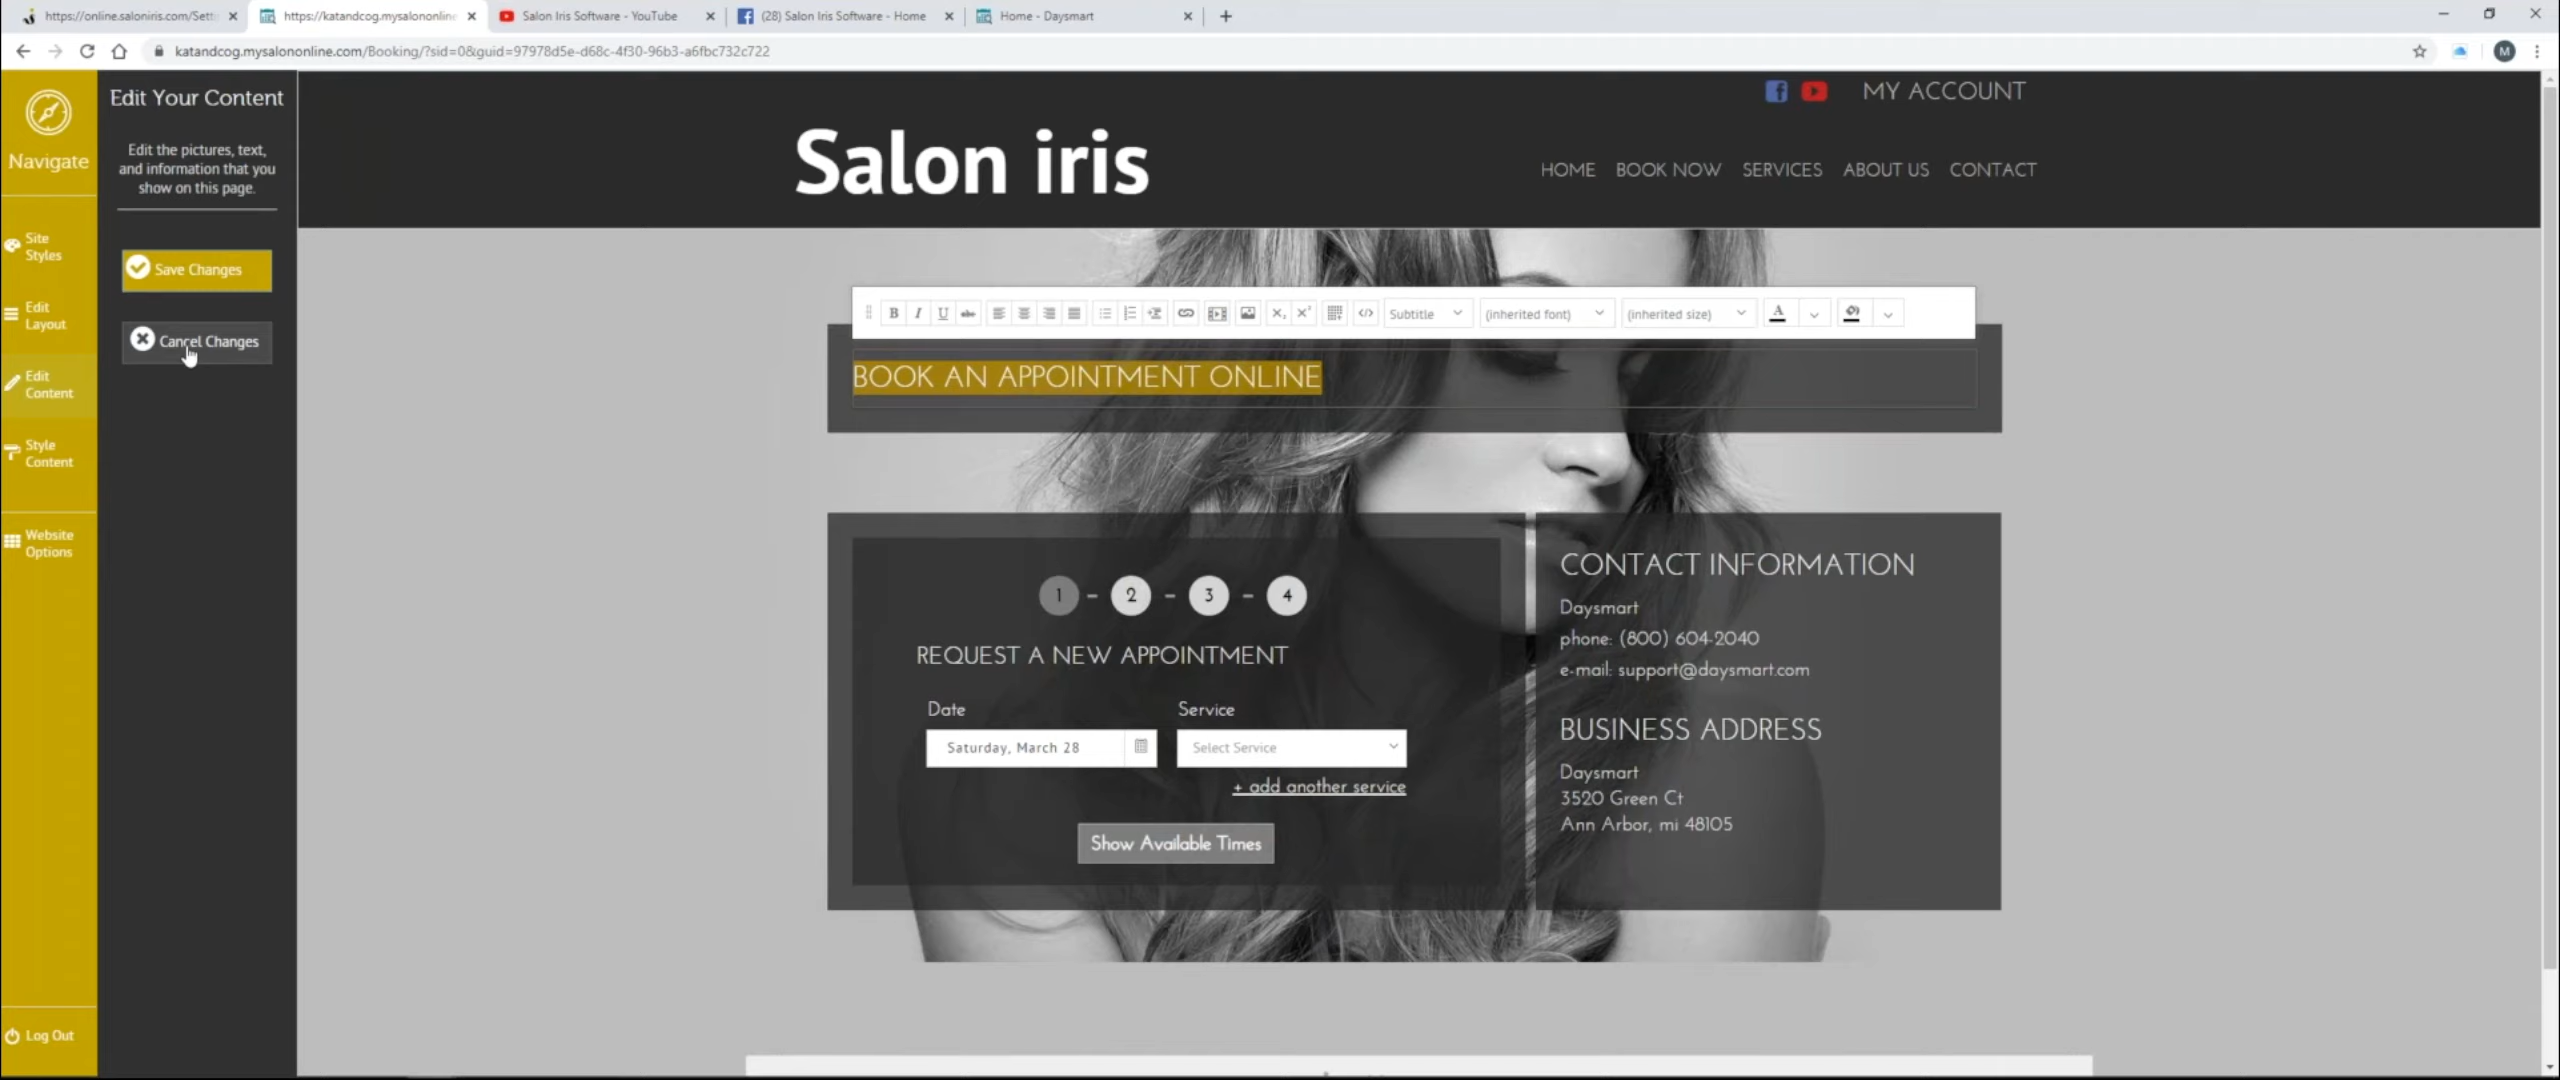 https://online.saloniris.com/Sett
https://katandcog.mysalononline
Salon Iris Software - YouTube
(28) Salon Iris Software - Home
Home - Daysmart
katandcog.mysalononline.com/Booking/?sid=0&guid=97978d5e-d68c-4f30-96b3-a6fbc732c722
M
Navigate
Site
Styles
Edit
Layout
Edit
Content
Style
Content
Website
Options
Log Out
Edit Your Content
Edit the pictures, text,
and information that you
show on this page.
Save Changes
Cancel Changes
MY ACCOUNT
Salon iris
HOME BOOK NOW SERVICES ABOUT US CONTACT
B I U abc Subtitle (inherited font) (inherited size) A
BOOK AN APPOINTMENT ONLINE
1 - 2 - 3 - 4
REQUEST A NEW APPOINTMENT
Date Service
Saturday, March 28 Select Service
+ add another service
Show Available Times
CONTACT INFORMATION
Daysmart
phone: (800) 604-2040
e-mail: support@daysmart.com
BUSINESS ADDRESS
Daysmart
3520 Green Ct
Ann Arbor, mi 48105